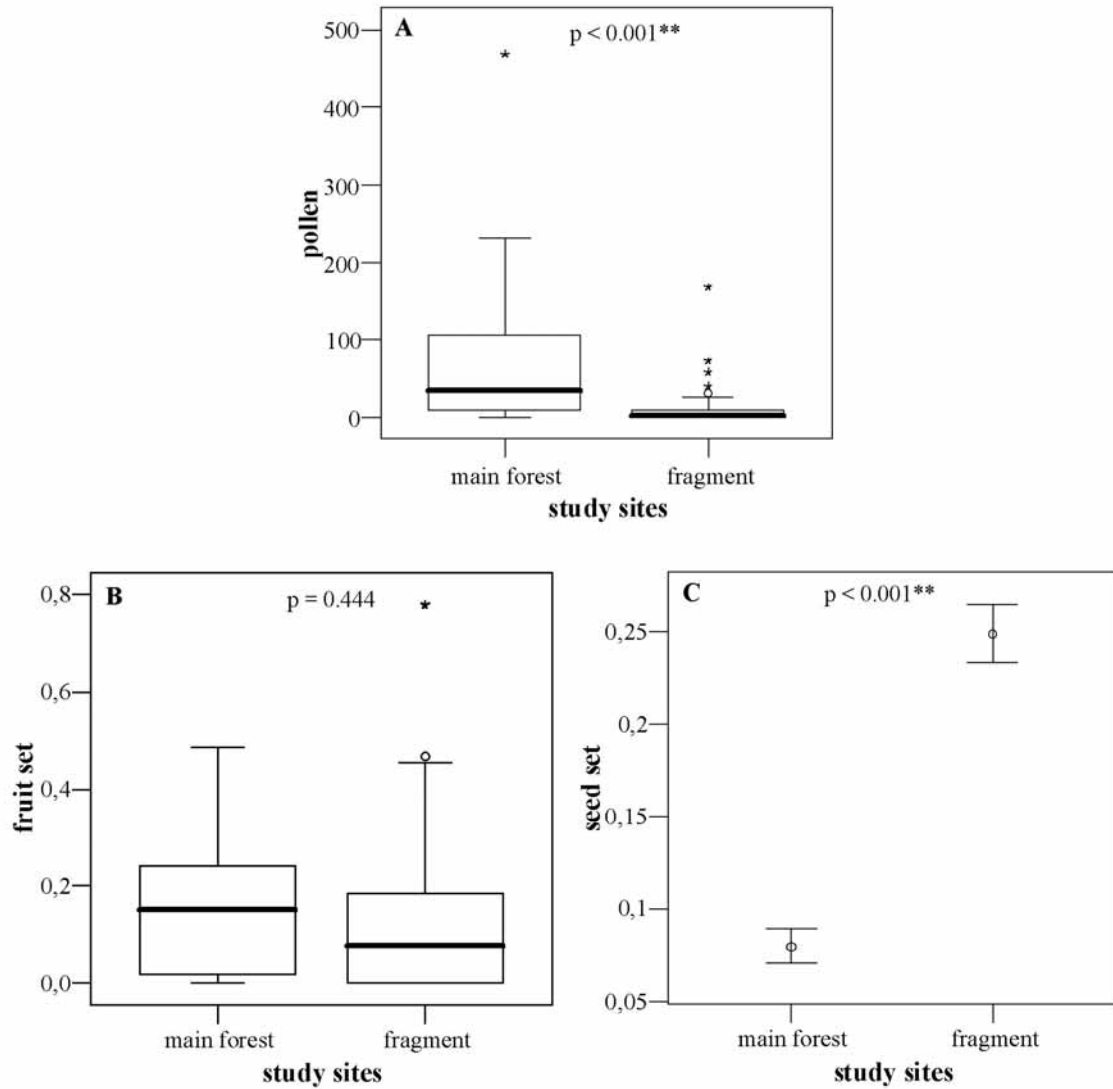 A
p < 0.001**
500
400
300
200
100
0
pollen
main forest
fragment
study sites
B
p = 0.444
0,8
0,6
0,4
0,2
0,0
fruit set
main forest
fragment
study sites
C
p < 0.001**
0,25
0,2
0,15
0,1
0,05
seed set
main forest
fragment
study sites